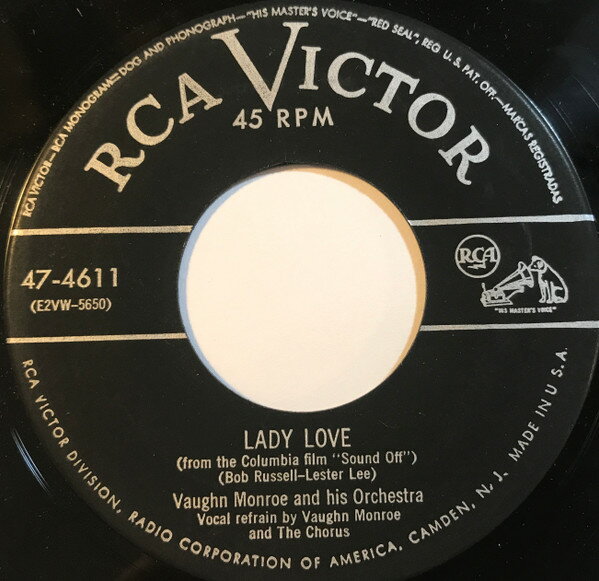 RCA VICTOR—RCA MONOGRAM—DOG AND PHONOGRAPH—"HIS MASTER'S VOICE"—"RED SEAL", REG U.S. PAT. OFF.—MARCAS REGISTRADAS
RCA VICTOR
45 RPM
47-4611
(E2VW-5650)
RCA
"HIS MASTER'S VOICE"
LADY LOVE
(from the Columbia film "Sound Off")
(Bob Russell-Lester Lee)
Vaughn Monroe and his Orchestra
Vocal refrain by Vaughn Monroe
and The Chorus
RCA VICTOR DIVISION, RADIO CORPORATION OF AMERICA, CAMDEN, N. J. MADE IN U.S.A.